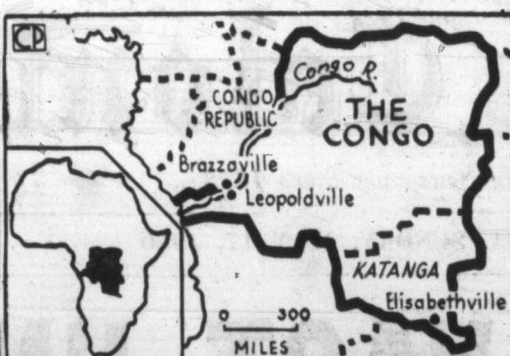 CP
Congo R.
CONGO
REPUBLIC
THE
CONGO
Brazzaville
Leopoldville
KATANGA
Elisabethville
0 300
MILES